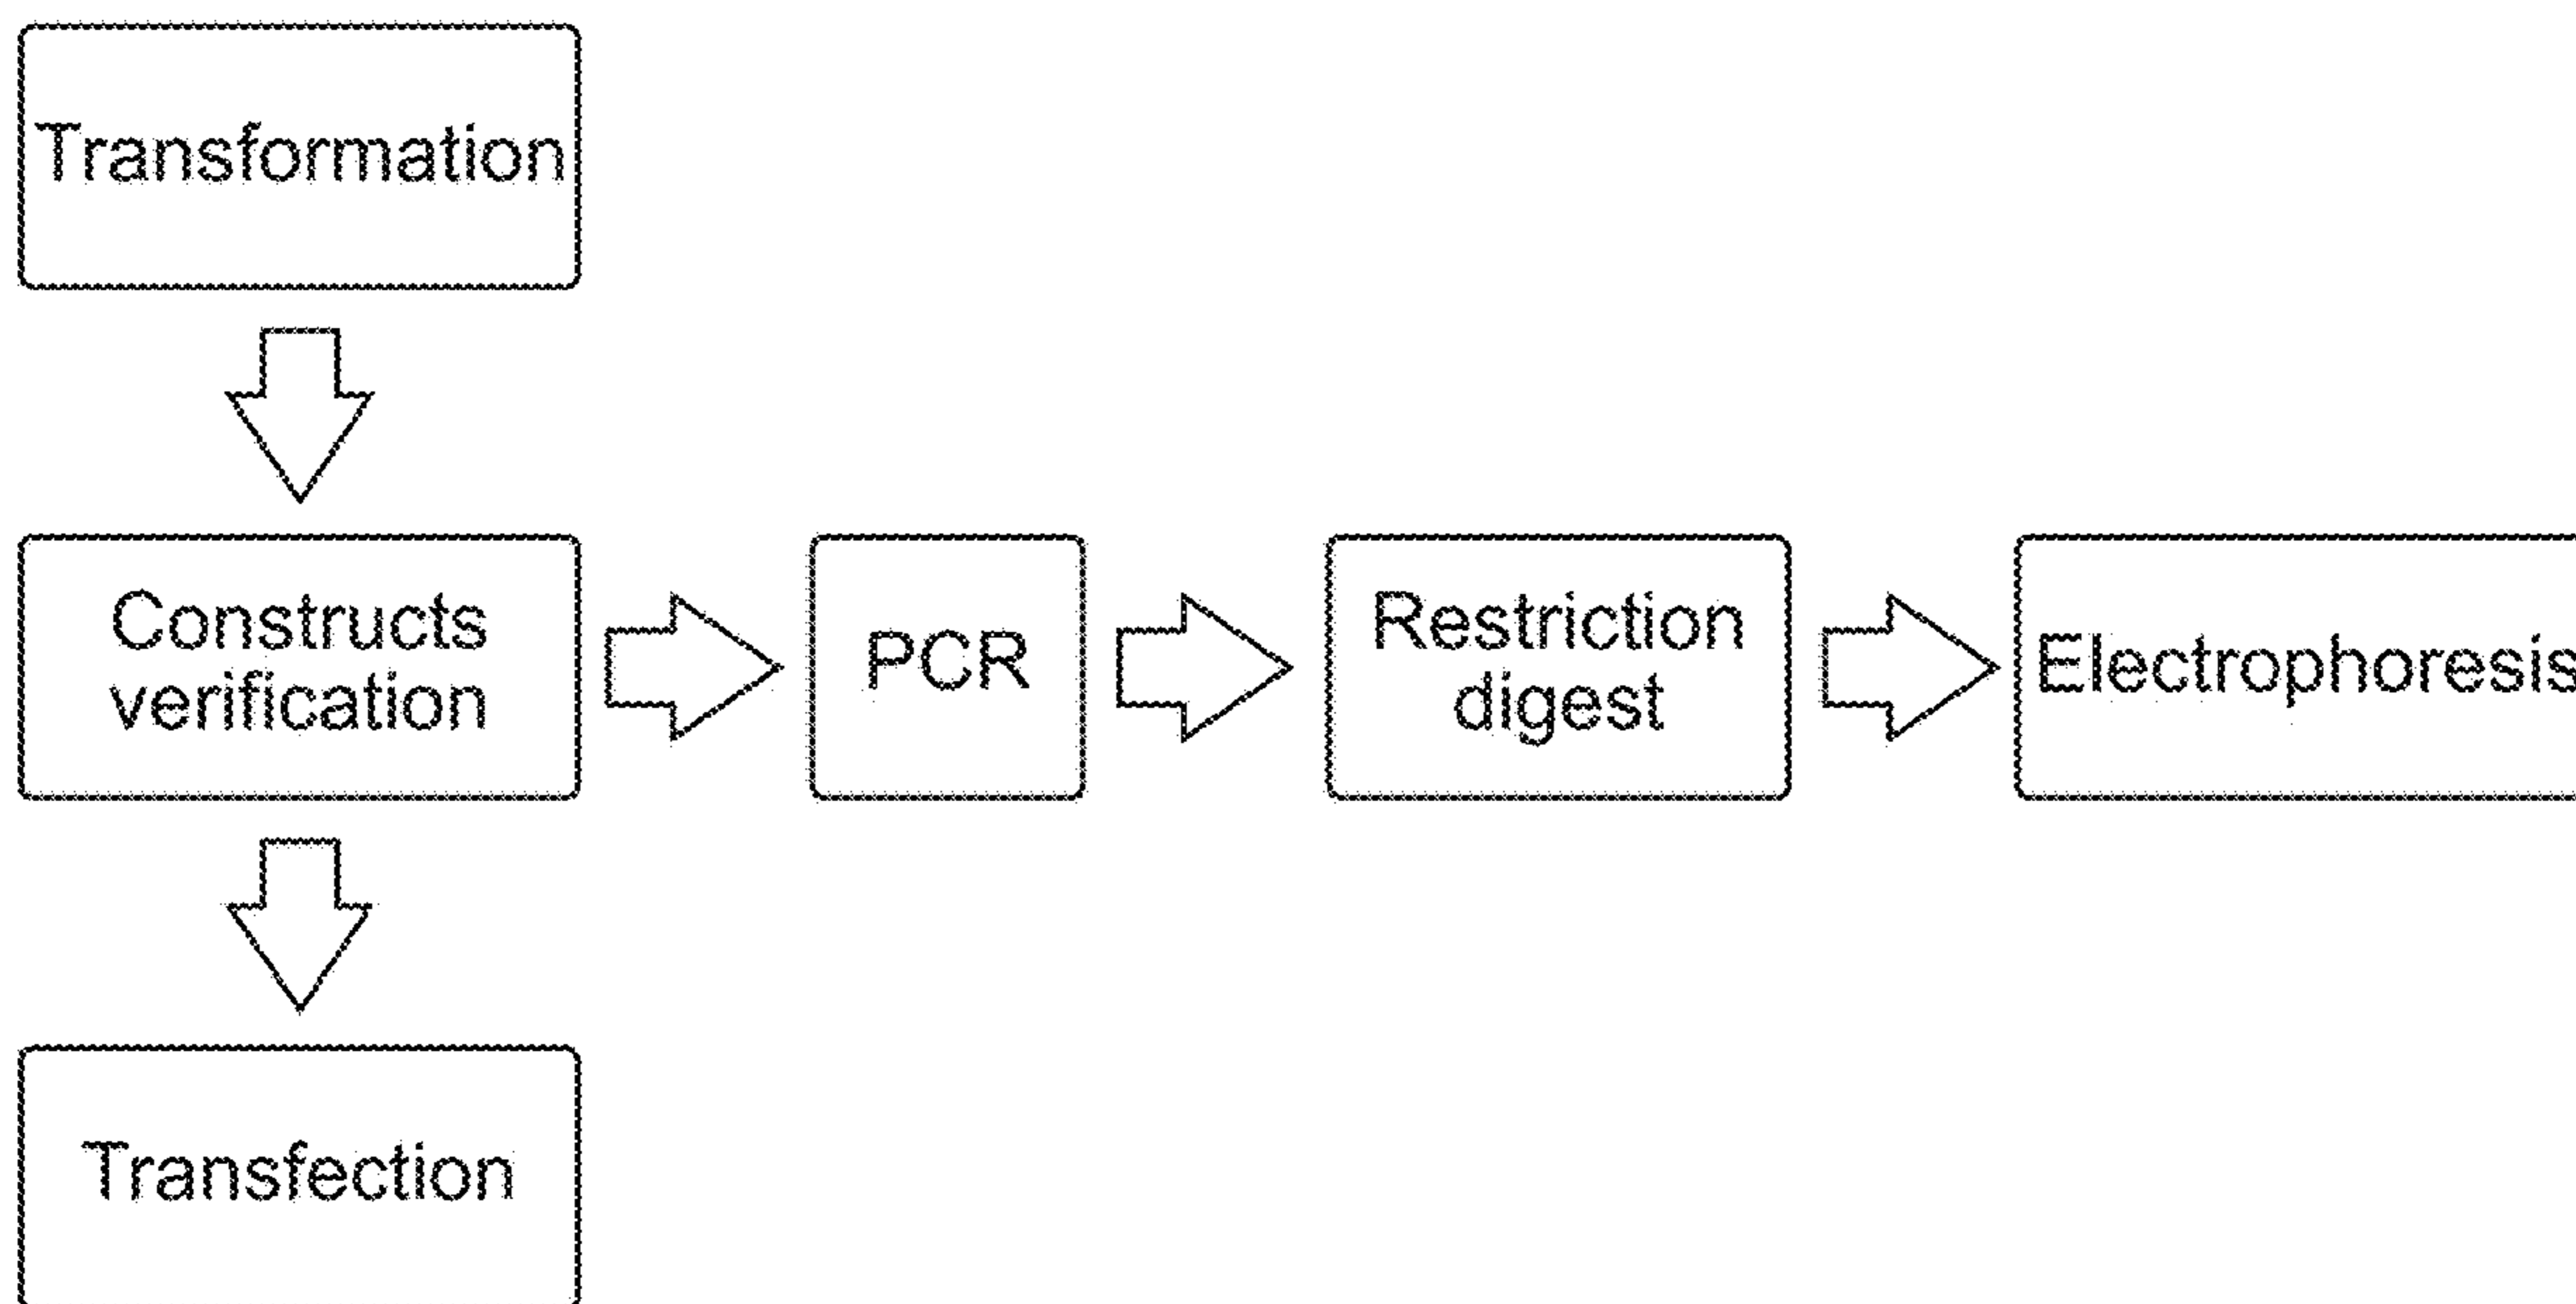 Transformation
Constructs
verification
PCR
Restriction
digest
Electrophoresis
Transfection